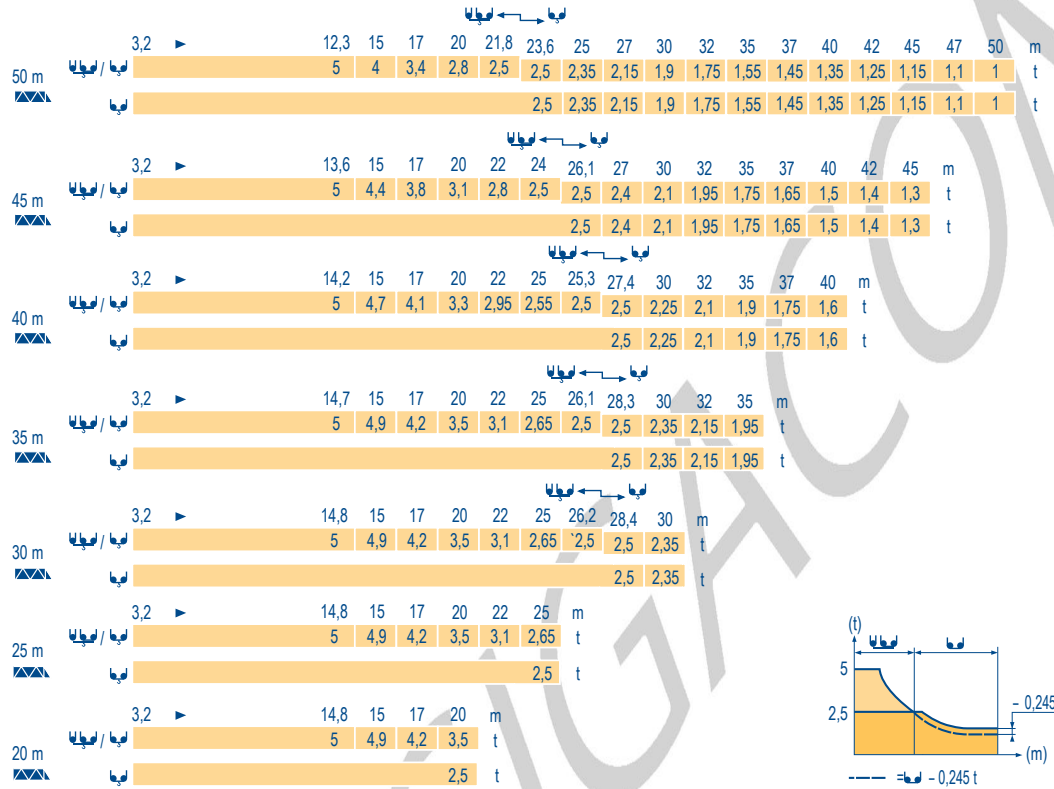 3,2 ► 12,3 15 17 20 21,8 23,6 25 27 30 32 35 37 40 42 45 47 50 m
50 m / 5 4 3,4 2,8 2,5 2,5 2,35 2,15 1,9 1,75 1,55 1,45 1,35 1,25 1,15 1,1 1 t
2,5 2,35 2,15 1,9 1,75 1,55 1,45 1,35 1,25 1,15 1,1 1 t
3,2 ► 13,6 15 17 20 22 24 26,1 27 30 32 35 37 40 42 45 m
45 m / 5 4,4 3,8 3,1 2,8 2,5 2,5 2,4 2,1 1,95 1,75 1,65 1,5 1,4 1,3 t
2,5 2,4 2,1 1,95 1,75 1,65 1,5 1,4 1,3 t
3,2 ► 14,2 15 17 20 22 25 25,3 27,4 30 32 35 37 40 m
40 m / 5 4,7 4,1 3,3 2,95 2,55 2,5 2,5 2,25 2,1 1,9 1,75 1,6 t
2,5 2,25 2,1 1,9 1,75 1,6 t
3,2 ► 14,7 15 17 20 22 25 26,1 28,3 30 32 35 m
35 m / 5 4,9 4,2 3,5 3,1 2,65 2,5 2,5 2,35 2,15 1,95 t
2,5 2,35 2,15 1,95 t
3,2 ► 14,8 15 17 20 22 25 26,2 28,4 30 m
30 m / 5 4,9 4,2 3,5 3,1 2,65 `2,5 2,5 2,35 t
2,5 2,35 t
3,2 ► 14,8 15 17 20 22 25 m
25 m / 5 4,9 4,2 3,5 3,1 2,65 t
2,5 t
3,2 ► 14,8 15 17 20 m
20 m / 5 4,9 4,2 3,5 t
2,5 t
(t)
5
2,5
– 0,245
(m)
= – 0,245 t